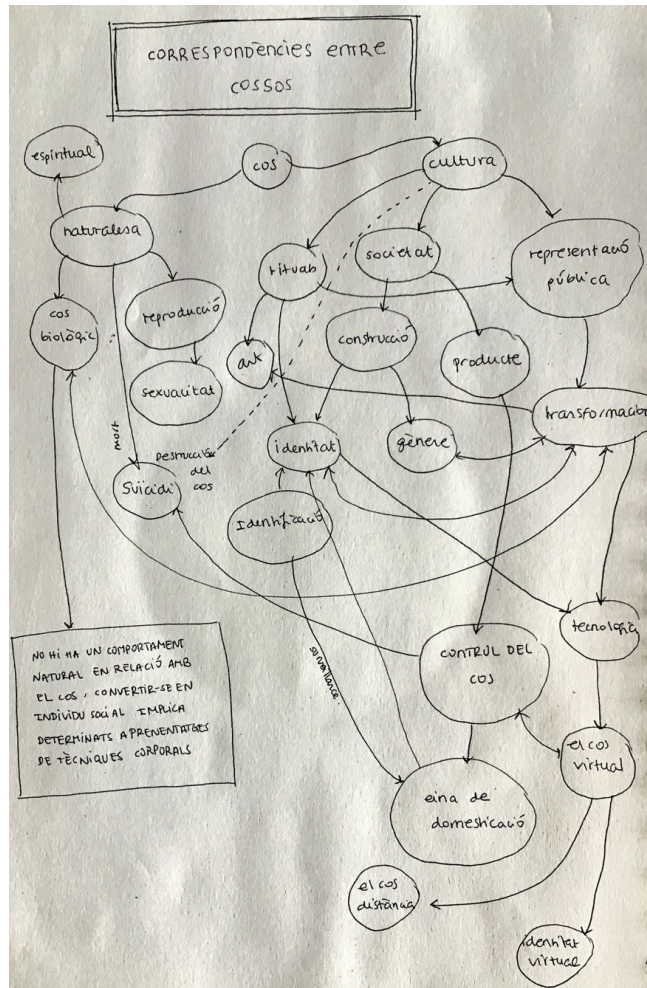 CORRESPONDÈNCIES ENTRE
COSSOS
espiritual
cos
cultura
naturalesa
rituals
societat
representació
pública
cos
biològic
reproducció
art
construcció
producte
sexualitat
transformació
mort
Destrucció
del
cos
identitat
gènere
Suïcidi
Identificació
tecnologia
surveillance.
CONTROL DEL
COS
NO HI HA UN COMPORTAMENT
NATURAL EN RELACIÓ AMB
EL COS, CONVERTIR-SE EN
INDIVIDU SOCIAL IMPLICA
DETERMINATS APRENENTATGES
DE TÈCNIQUES CORPORALS
el cos
virtual
eina de
domesticació
el cos
distància
identitat
virtual